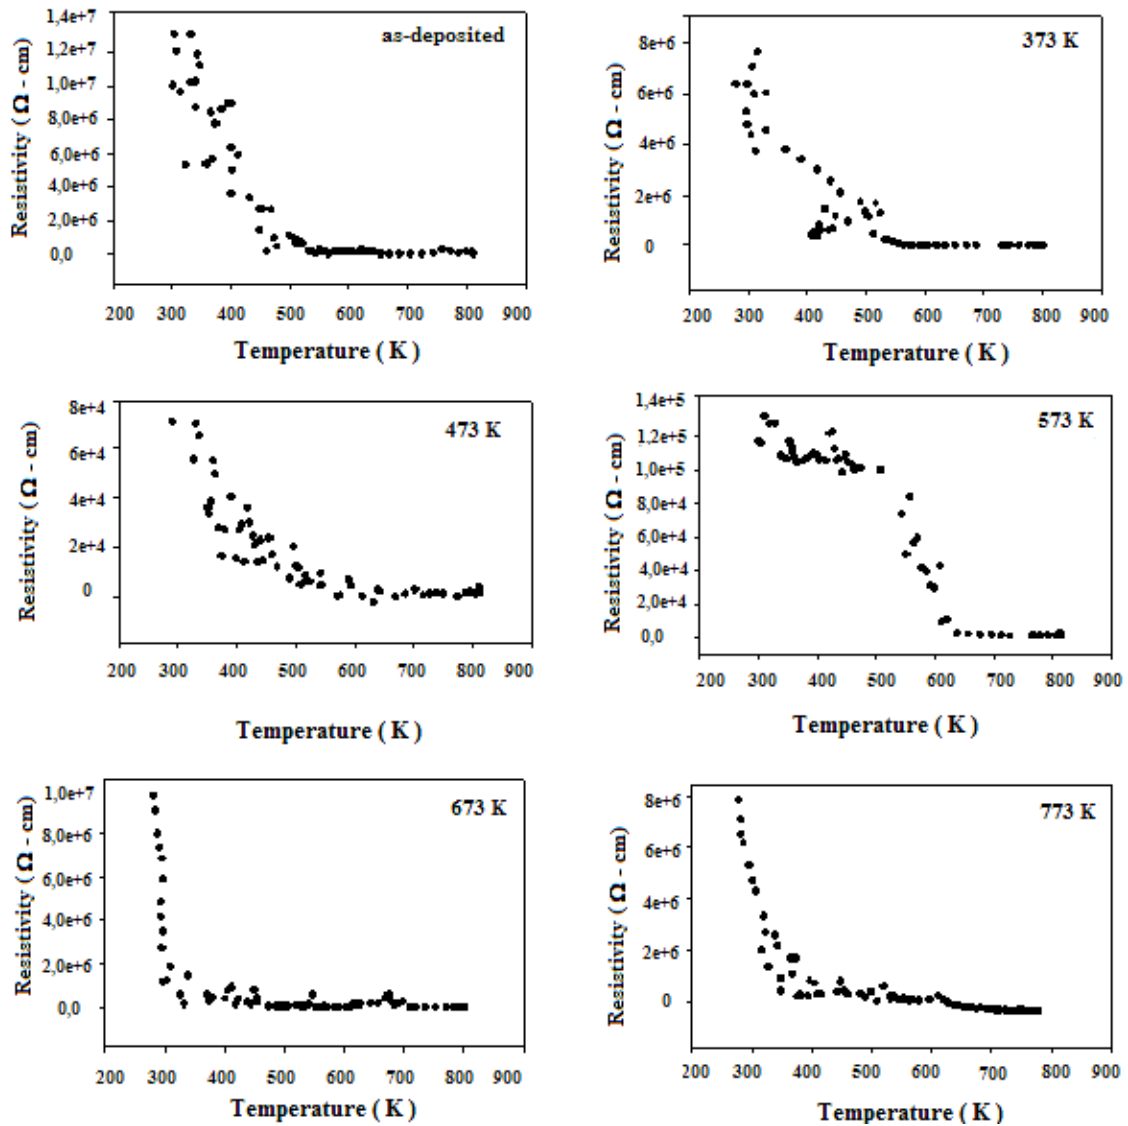 as-deposited
Resistivity ( Ω - cm)
1,4e+7
1,2e+7
1,0e+7
8,0e+6
6,0e+6
4,0e+6
2,0e+6
0,0
200 300 400 500 600 700 800 900
Temperature ( K )
373 K
Resistivity ( Ω - cm)
8e+6
6e+6
4e+6
2e+6
0
200 300 400 500 600 700 800 900
Temperature ( K )
473 K
Resistivity ( Ω - cm)
8e+4
6e+4
4e+4
2e+4
0
200 300 400 500 600 700 800 900
Temperature ( K )
573 K
Resistivity ( Ω - cm)
1,4e+5
1,2e+5
1,0e+5
8,0e+4
6,0e+4
4,0e+4
2,0e+4
0,0
200 300 400 500 600 700 800 900
Temperature ( K )
673 K
Resistivity ( Ω - cm)
1,0e+7
8,0e+6
6,0e+6
4,0e+6
2,0e+6
0,0
200 300 400 500 600 700 800 900
Temperature ( K )
773 K
Resistivity ( Ω - cm)
8e+6
6e+6
4e+6
2e+6
0
200 300 400 500 600 700 800 900
Temperature ( K )